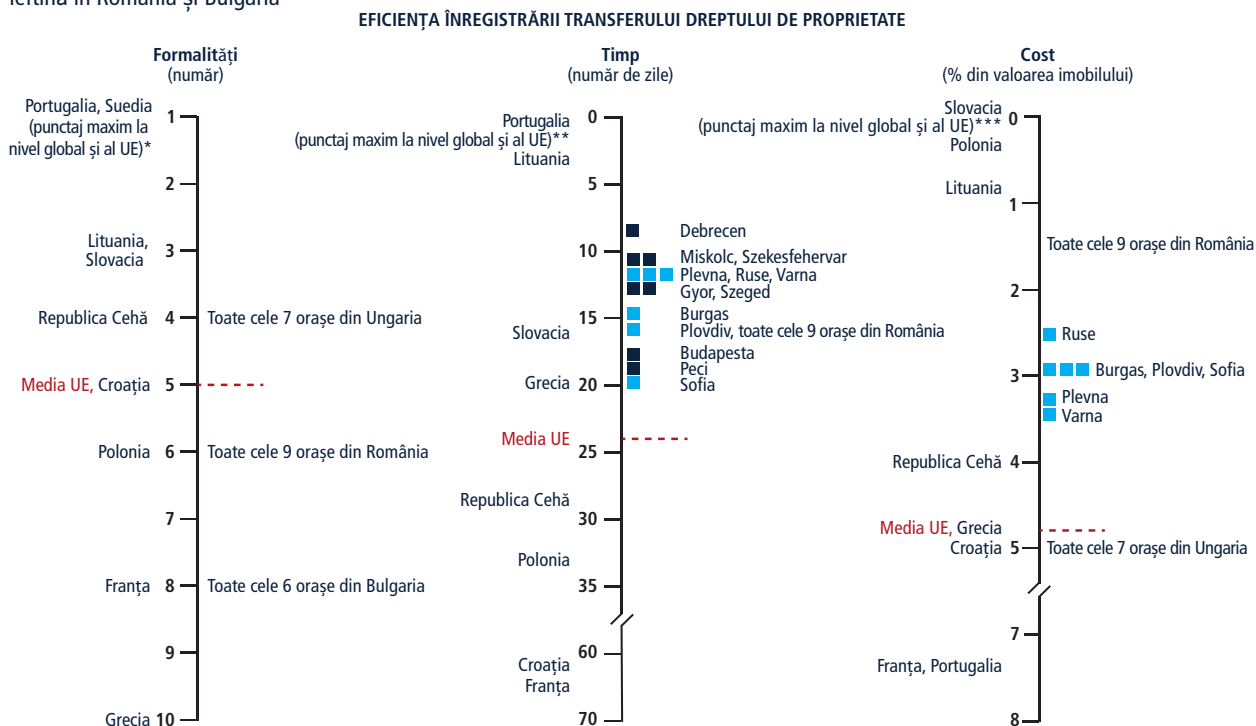 ieftină în România și Bulgaria
EFICIENȚA ÎNREGISTRĂRII TRANSFERULUI DREPTULUI DE PROPRIETATE
Formalități
(număr)
Portugalia, Suedia
(punctaj maxim la
nivel global și al UE)*
1
2
Lituania,
Slovacia
3
Republica Cehă 4 Toate cele 7 orașe din Ungaria
Media UE, Croația 5
Polonia 6 Toate cele 9 orașe din România
7
Franța 8 Toate cele 6 orașe din Bulgaria
9
Grecia 10
Timp
(număr de zile)
Portugalia
(punctaj maxim la nivel global și al UE)**
Lituania
0
5
Debrecen
10
Miskolc, Szekesfehervar
Plevna, Ruse, Varna
Gyor, Szeged
Burgas
15
Slovacia
Plovdiv, toate cele 9 orașe din România
Budapesta
Peci
Grecia 20 Sofia
Media UE
25
Republica Cehă
30
Polonia
35
60
Croația
Franța
70
Cost
(% din valoarea imobilului)
Slovacia
(punctaj maxim la nivel global și al UE)***
Polonia
0
Lituania
1
Toate cele 9 orașe din România
2
Ruse
3
Burgas, Plovdiv, Sofia
Plevna
Varna
Republica Cehă 4
Media UE, Grecia
Croația 5 Toate cele 7 orașe din Ungaria
7
Franța, Portugalia
8